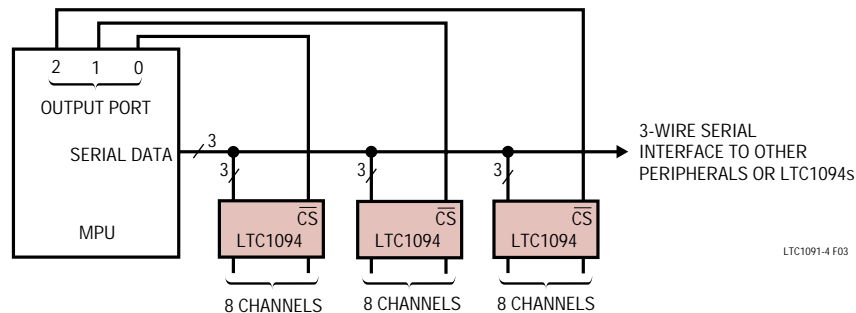 2 1 0
OUTPUT PORT
SERIAL DATA
3
MPU
3-WIRE SERIAL
INTERFACE TO OTHER
PERIPHERALS OR LTC1094s
3
3
3
CS
LTC1094
CS
LTC1094
CS
LTC1094
8 CHANNELS
8 CHANNELS
8 CHANNELS
LTC1091-4 F03